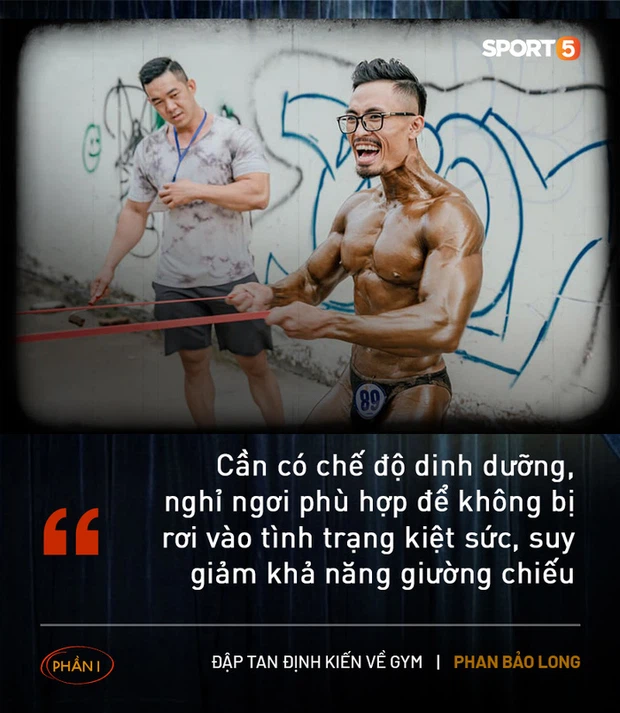 SPORT5
89
Cần có chế độ dinh dưỡng,
nghỉ ngơi phù hợp để không bị
rơi vào tình trạng kiệt sức, suy
giảm khả năng giường chiếu
PHẦN I
ĐẬP TAN ĐỊNH KIẾN VỀ GYM | PHAN BẢO LONG